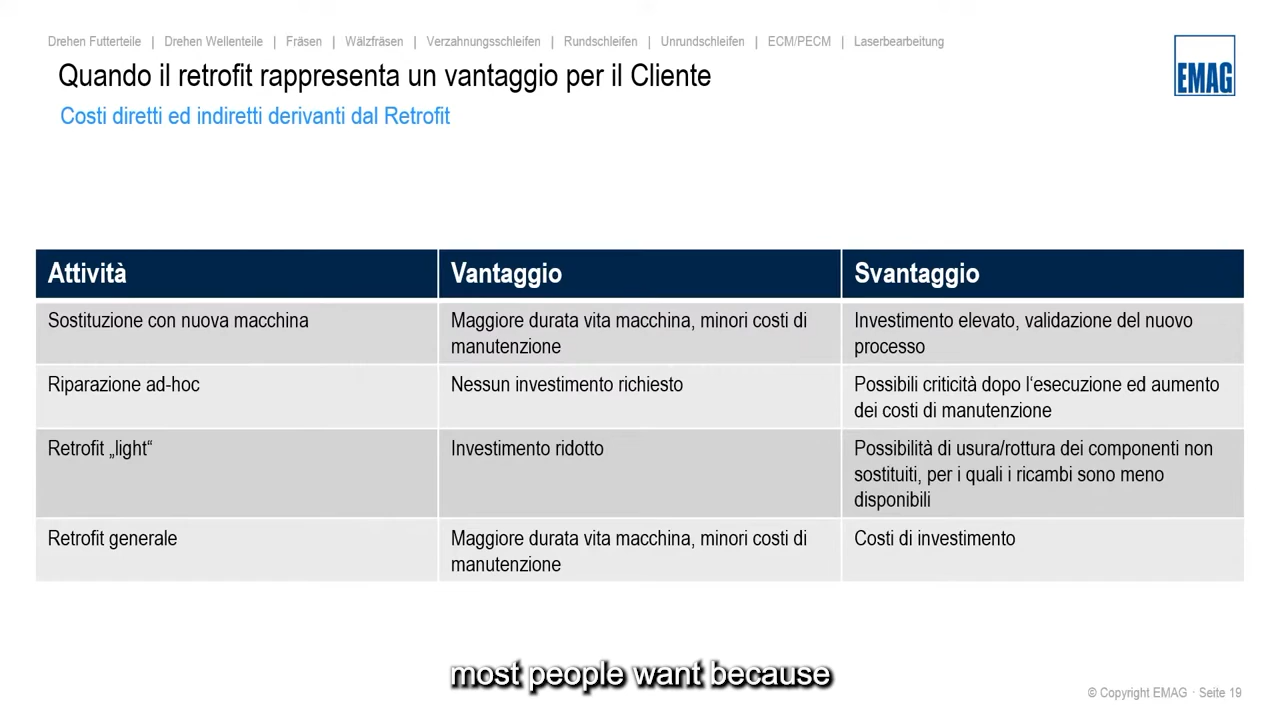 Drehen Futterteile | Drehen Wellenteile | Fräsen | Wälzfräsen | Verzahnungsschleifen | Rundschleifen | Unrundschleifen | ECM/PECM | Laserbearbeitung
Quando il retrofit rappresenta un vantaggio per il Cliente
Costi diretti ed indiretti derivanti dal Retrofit
EMAG
Attività Vantaggio Svantaggio
Sostituzione con nuova macchina
Maggiore durata vita macchina, minori costi di
manutenzione
Investimento elevato, validazione del nuovo
processo
Riparazione ad-hoc
Nessun investimento richiesto
Possibili criticità dopo l‘esecuzione ed aumento
dei costi di manutenzione
Retrofit „light“
Investimento ridotto
Possibilità di usura/rottura dei componenti non
sostituiti, per i quali i ricambi sono meno
disponibili
Retrofit generale
Maggiore durata vita macchina, minori costi di
manutenzione
Costi di investimento
most people want because
© Copyright EMAG · Seite 19